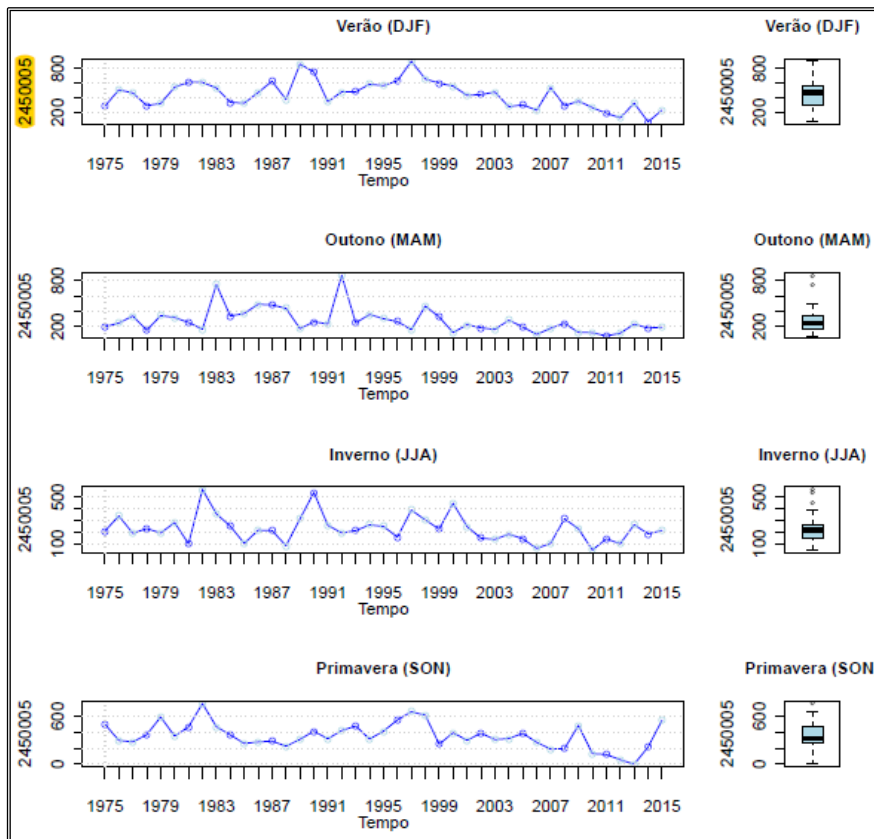 Verão (DJF)
Verão (DJF)
2450005
200 800
2450005
200 800
1975 1979 1983 1987 1991 1995 1999 2003 2007 2011 2015
Tempo
Outono (MAM)
Outono (MAM)
2450005
200 800
2450005
200 800
1975 1979 1983 1987 1991 1995 1999 2003 2007 2011 2015
Tempo
Inverno (JJA)
Inverno (JJA)
2450005
100 500
2450005
100 500
1975 1979 1983 1987 1991 1995 1999 2003 2007 2011 2015
Tempo
Primavera (SON)
Primavera (SON
2450005
0 600
2450005
0 600
1975 1979 1983 1987 1991 1995 1999 2003 2007 2011 2015
Tempo